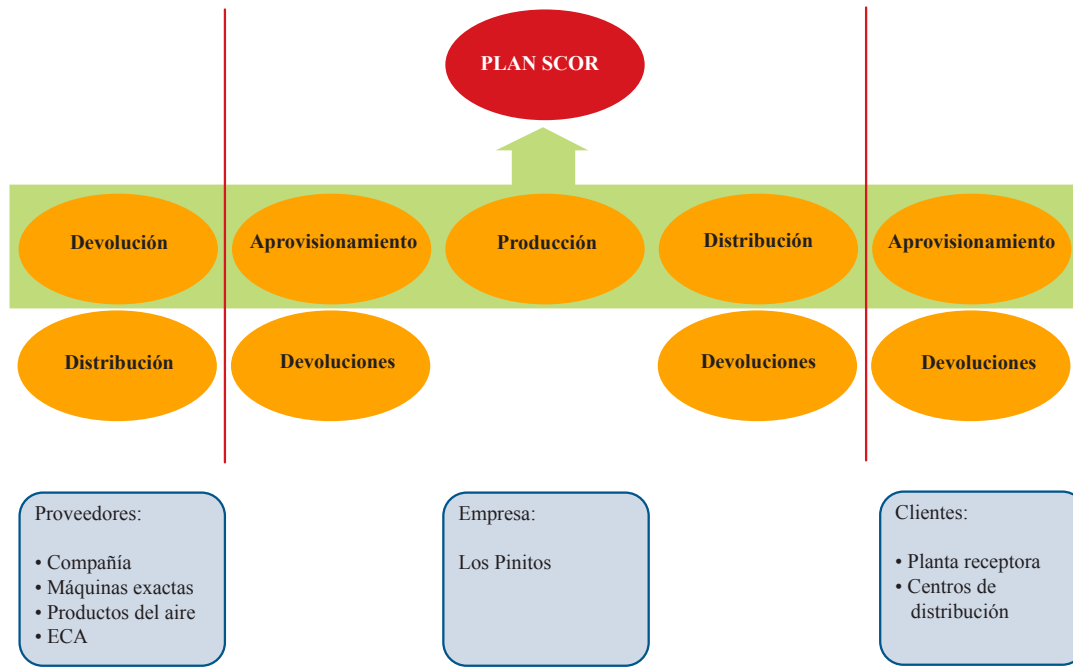 PLAN SCOR
Devolución
Aprovisionamiento
Producción
Distribución
Aprovisionamiento
Distribución
Devoluciones
Devoluciones
Devoluciones
Proveedores:
• Compañía
• Máquinas exactas
• Productos del aire
• ECA
Empresa:
Los Pinitos
Clientes:
• Planta receptora
• Centros de
distribución